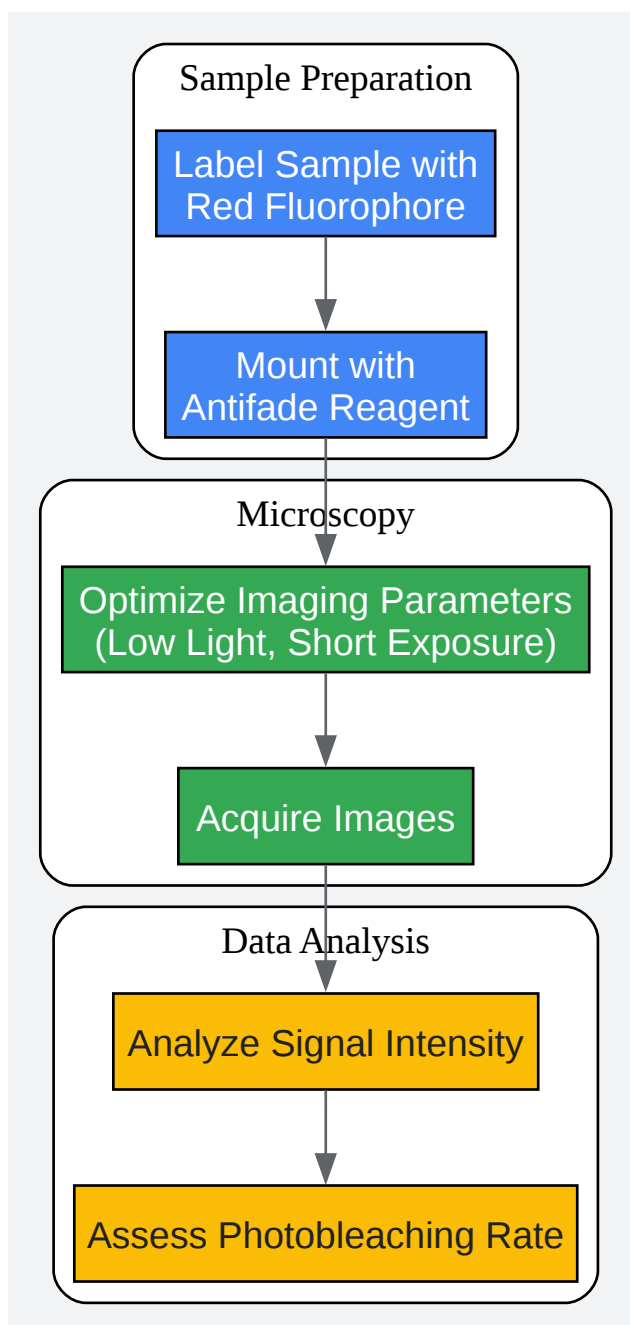 Sample Preparation
Label Sample with
Red Fluorophore
Mount with
Antifade Reagent
Microscopy
Optimize Imaging Parameters
(Low Light, Short Exposure)
Acquire Images
Data Analysis
Analyze Signal Intensity
Assess Photobleaching Rate